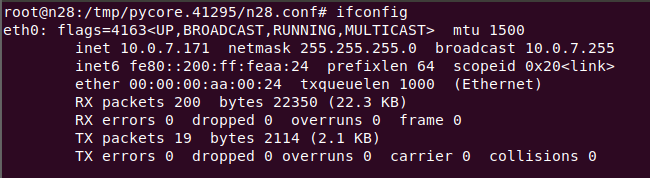 root@n28:/tmp/pycore.41295/n28.conf# ifconfig
eth0: flags=4163<UP,BROADCAST,RUNNING,MULTICAST>  mtu 1500
        inet 10.0.7.171  netmask 255.255.255.0  broadcast 10.0.7.255
        inet6 fe80::200:ff:feaa:24  prefixlen 64  scopeid 0x20<link>
        ether 00:00:00:aa:00:24  txqueuelen 1000  (Ethernet)
        RX packets 200  bytes 22350 (22.3 KB)
        RX errors 0  dropped 0  overruns 0  frame 0
        TX packets 19  bytes 2114 (2.1 KB)
        TX errors 0  dropped 0 overruns 0  carrier 0  collisions 0